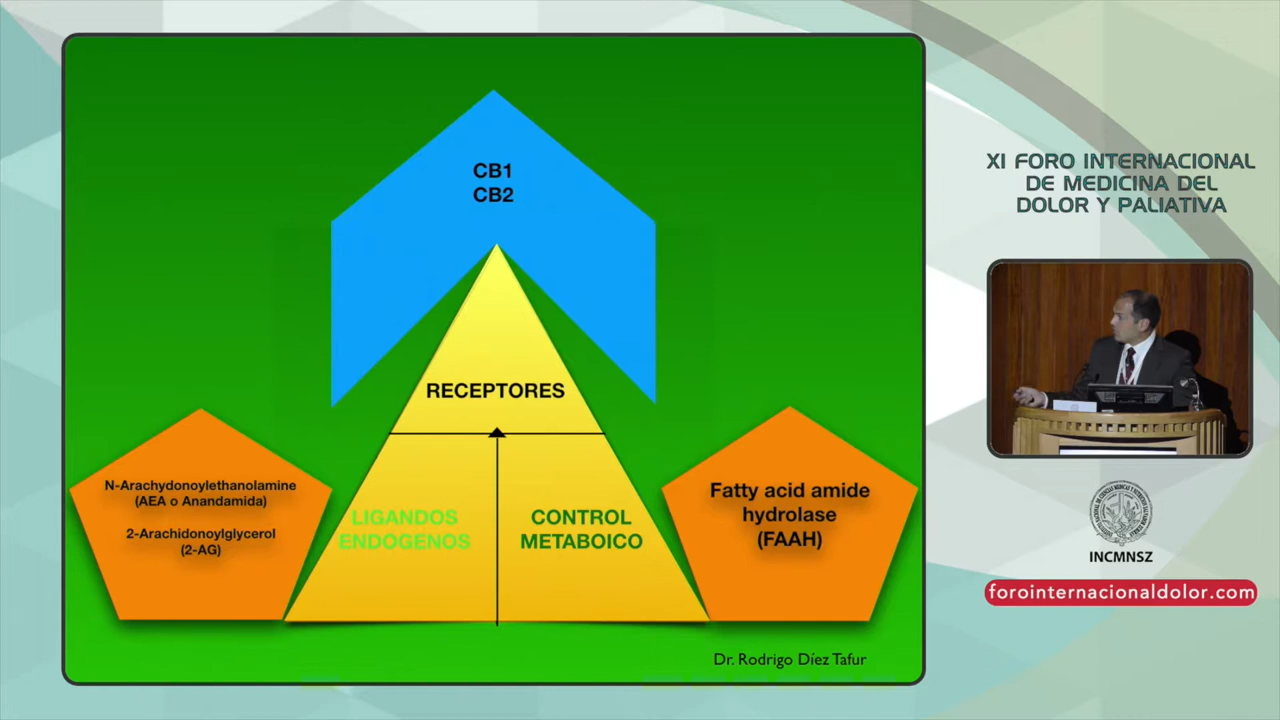 CB1
CB2
RECEPTORES
N-Arachydonoylethanolamine
(AEA o Anandamida)
2-Arachidonoylglycerol
(2-AG)
LIGANDOS
ENDÓGENOS
CONTROL
METABOICO
Fatty acid amide
hydrolase
(FAAH)
Dr. Rodrigo Díez Tafur
XI FORO INTERNACIONAL
DE MEDICINA DEL
DOLOR Y PALIATIVA
INCMNSZ
forointernacionaldolor.com